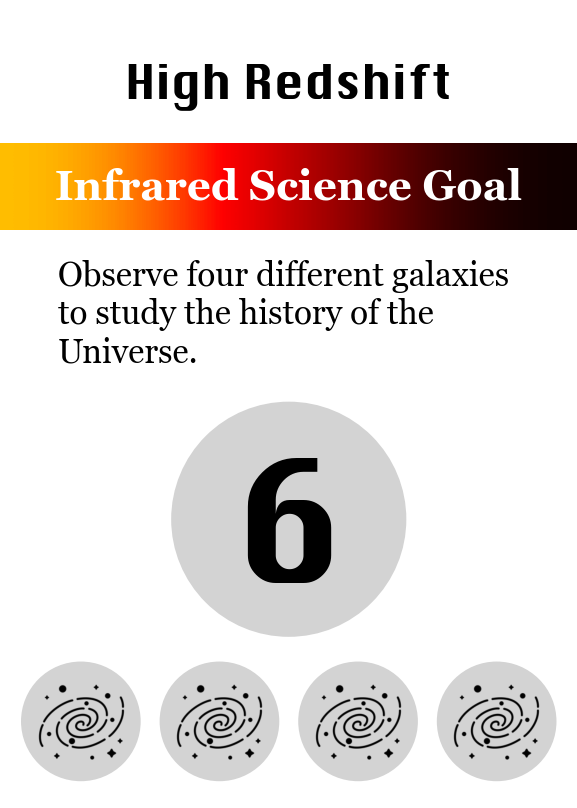 High Redshift
Infrared Science Goal
Observe four different galaxies
to study the history of the
Universe.
6